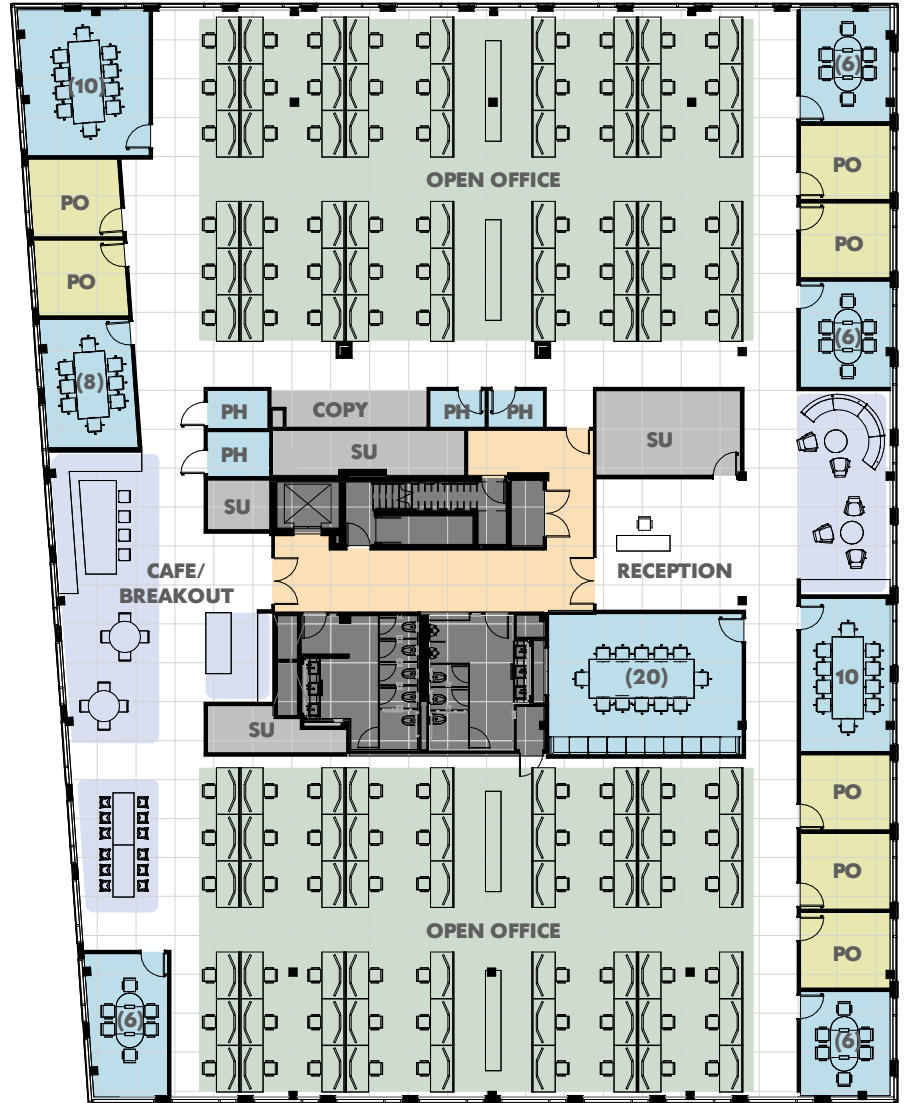 (10)
(6)
PO
OPEN OFFICE
PO
PO
PO
(6)
(8)
PH
COPY
PH
PH
SU
PH
SU
SU
CAFE/
BREAKOUT
RECEPTION
(20)
10
SU
PO
PO
OPEN OFFICE
PO
(6)
(6)